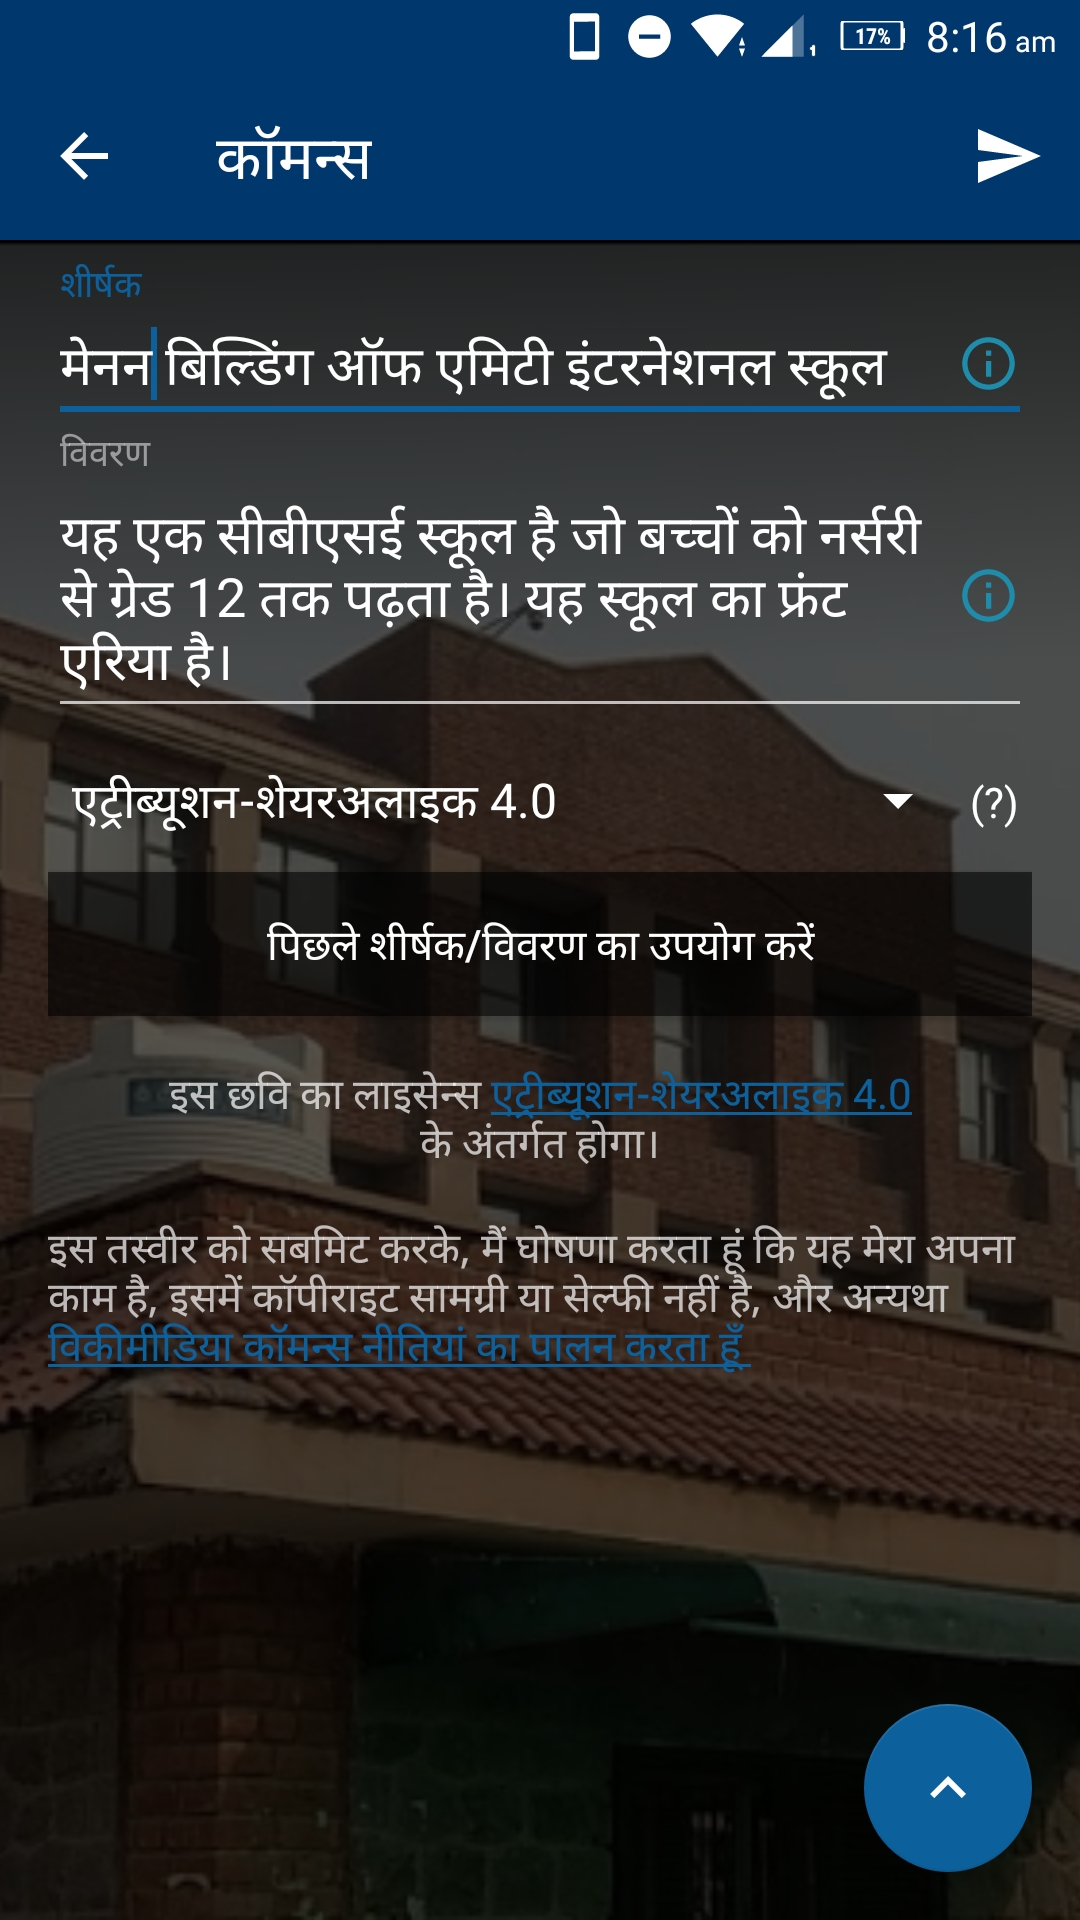 17% 8:16 am
कॉमन्स
शीर्षक
मेनन बिल्डिंग ऑफ एमिटी इंटरनेशनल स्कूल
विवरण
यह एक सीबीएसई स्कूल है जो बच्चों को नर्सरी
से ग्रेड 12 तक पढ़ता है। यह स्कूल का फ्रंट
एरिया है।
एट्रीब्यूशन-शेयरअलाइक 4.0 (?)
पिछले शीर्षक/विवरण का उपयोग करें
इस छवि का लाइसेन्स एट्रीब्यूशन-शेयरअलाइक 4.0
के अंतर्गत होगा।
इस तस्वीर को सबमिट करके, मैं घोषणा करता हूं कि यह मेरा अपना
काम है, इसमें कॉपीराइट सामग्री या सेल्फी नहीं है, और अन्यथा
विकीमीडिया कॉमन्स नीतियां का पालन करता हूँ